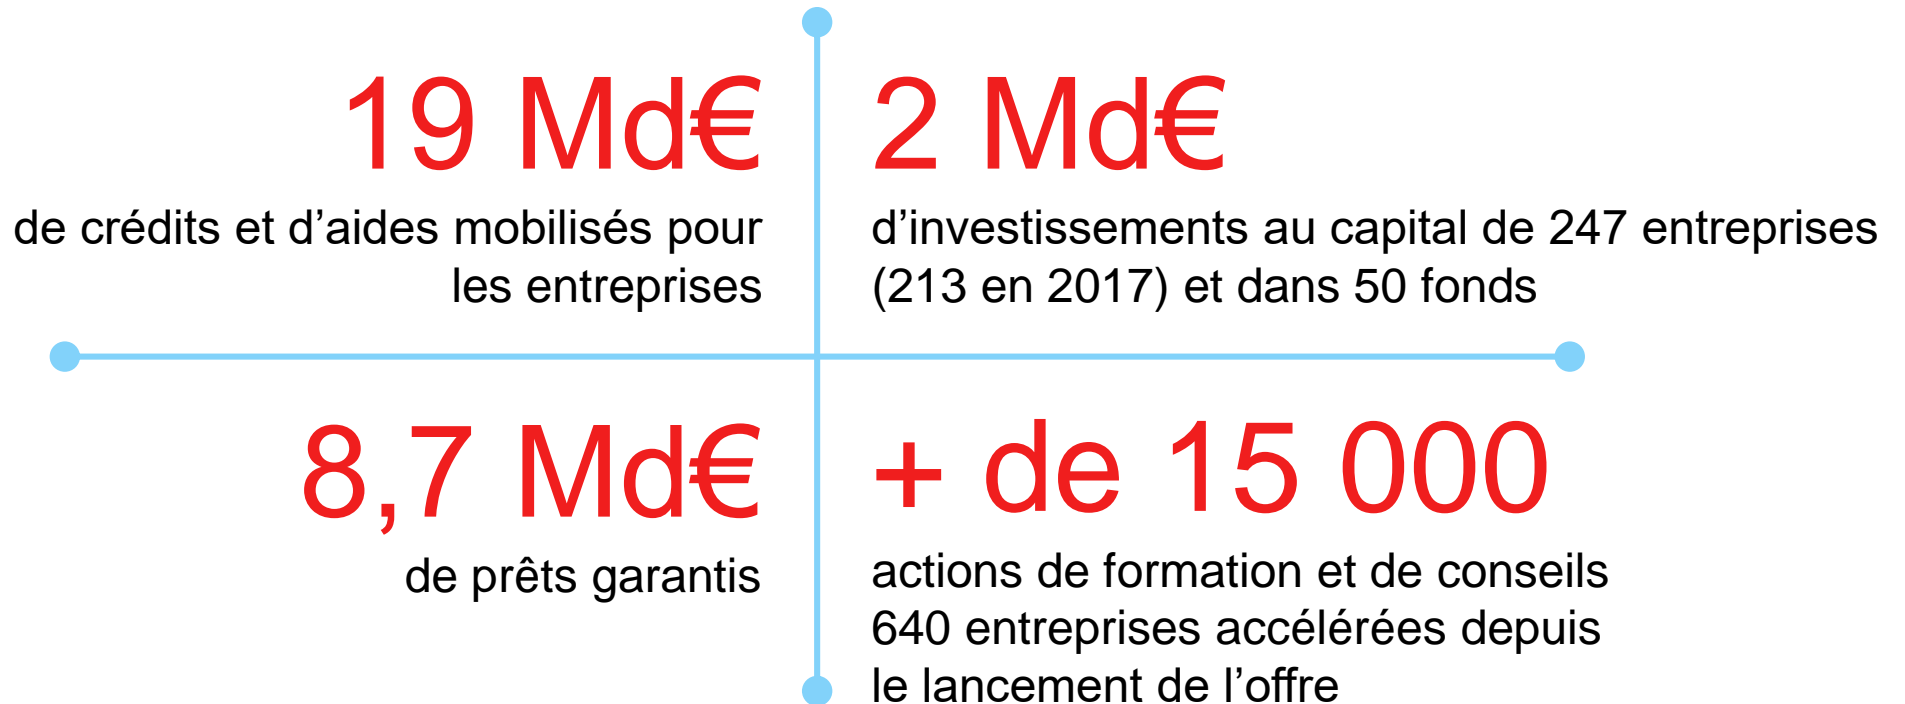 19 Md€
de crédits et d’aides mobilisés pour
les entreprises
2 Md€
d’investissements au capital de 247 entreprises
(213 en 2017) et dans 50 fonds
8,7 Md€
de prêts garantis
+ de 15 000
actions de formation et de conseils
640 entreprises accélérées depuis
le lancement de l’offre